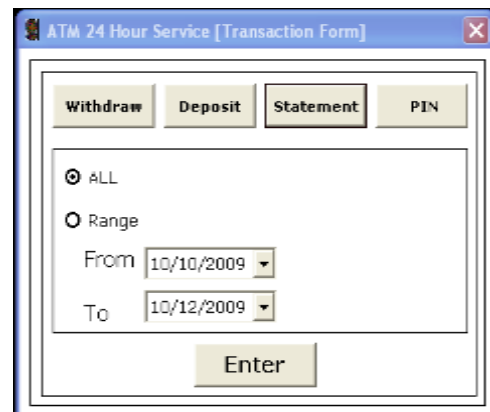 ATM 24 Hour Service [Transaction Form]
Withdraw Deposit Statement PIN
ALL
Range
From 10/10/2009
To 10/12/2009
Enter